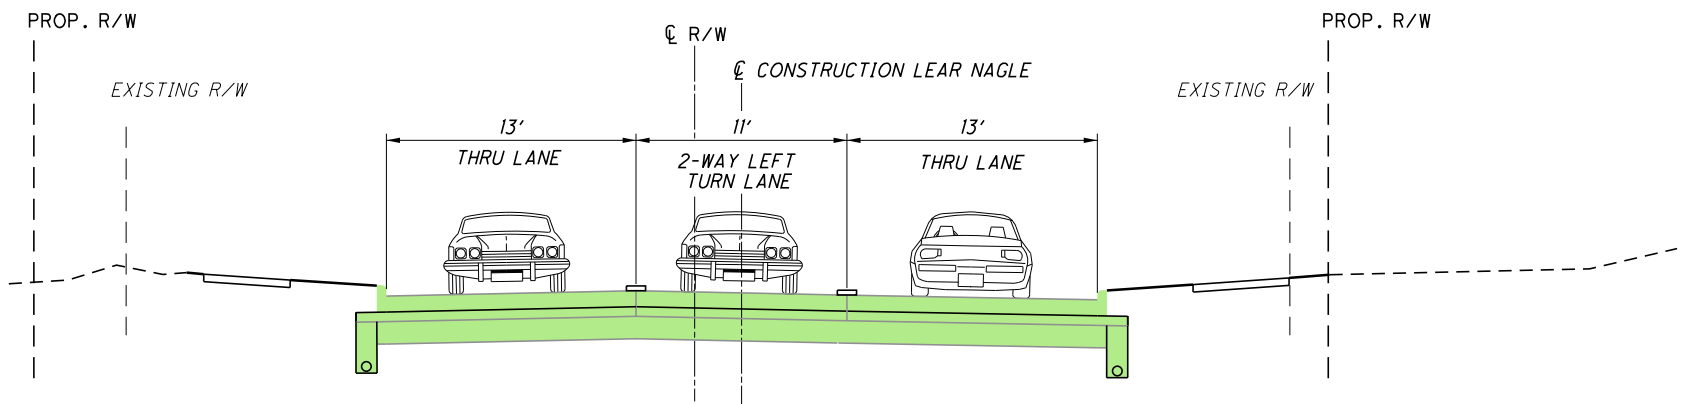 PROP. R/W
PROP. R/W
℄ R/W
℄ CONSTRUCTION LEAR NAGLE
EXISTING R/W
EXISTING R/W
13'
11'
13'
THRU LANE
2-WAY LEFT
TURN LANE
THRU LANE